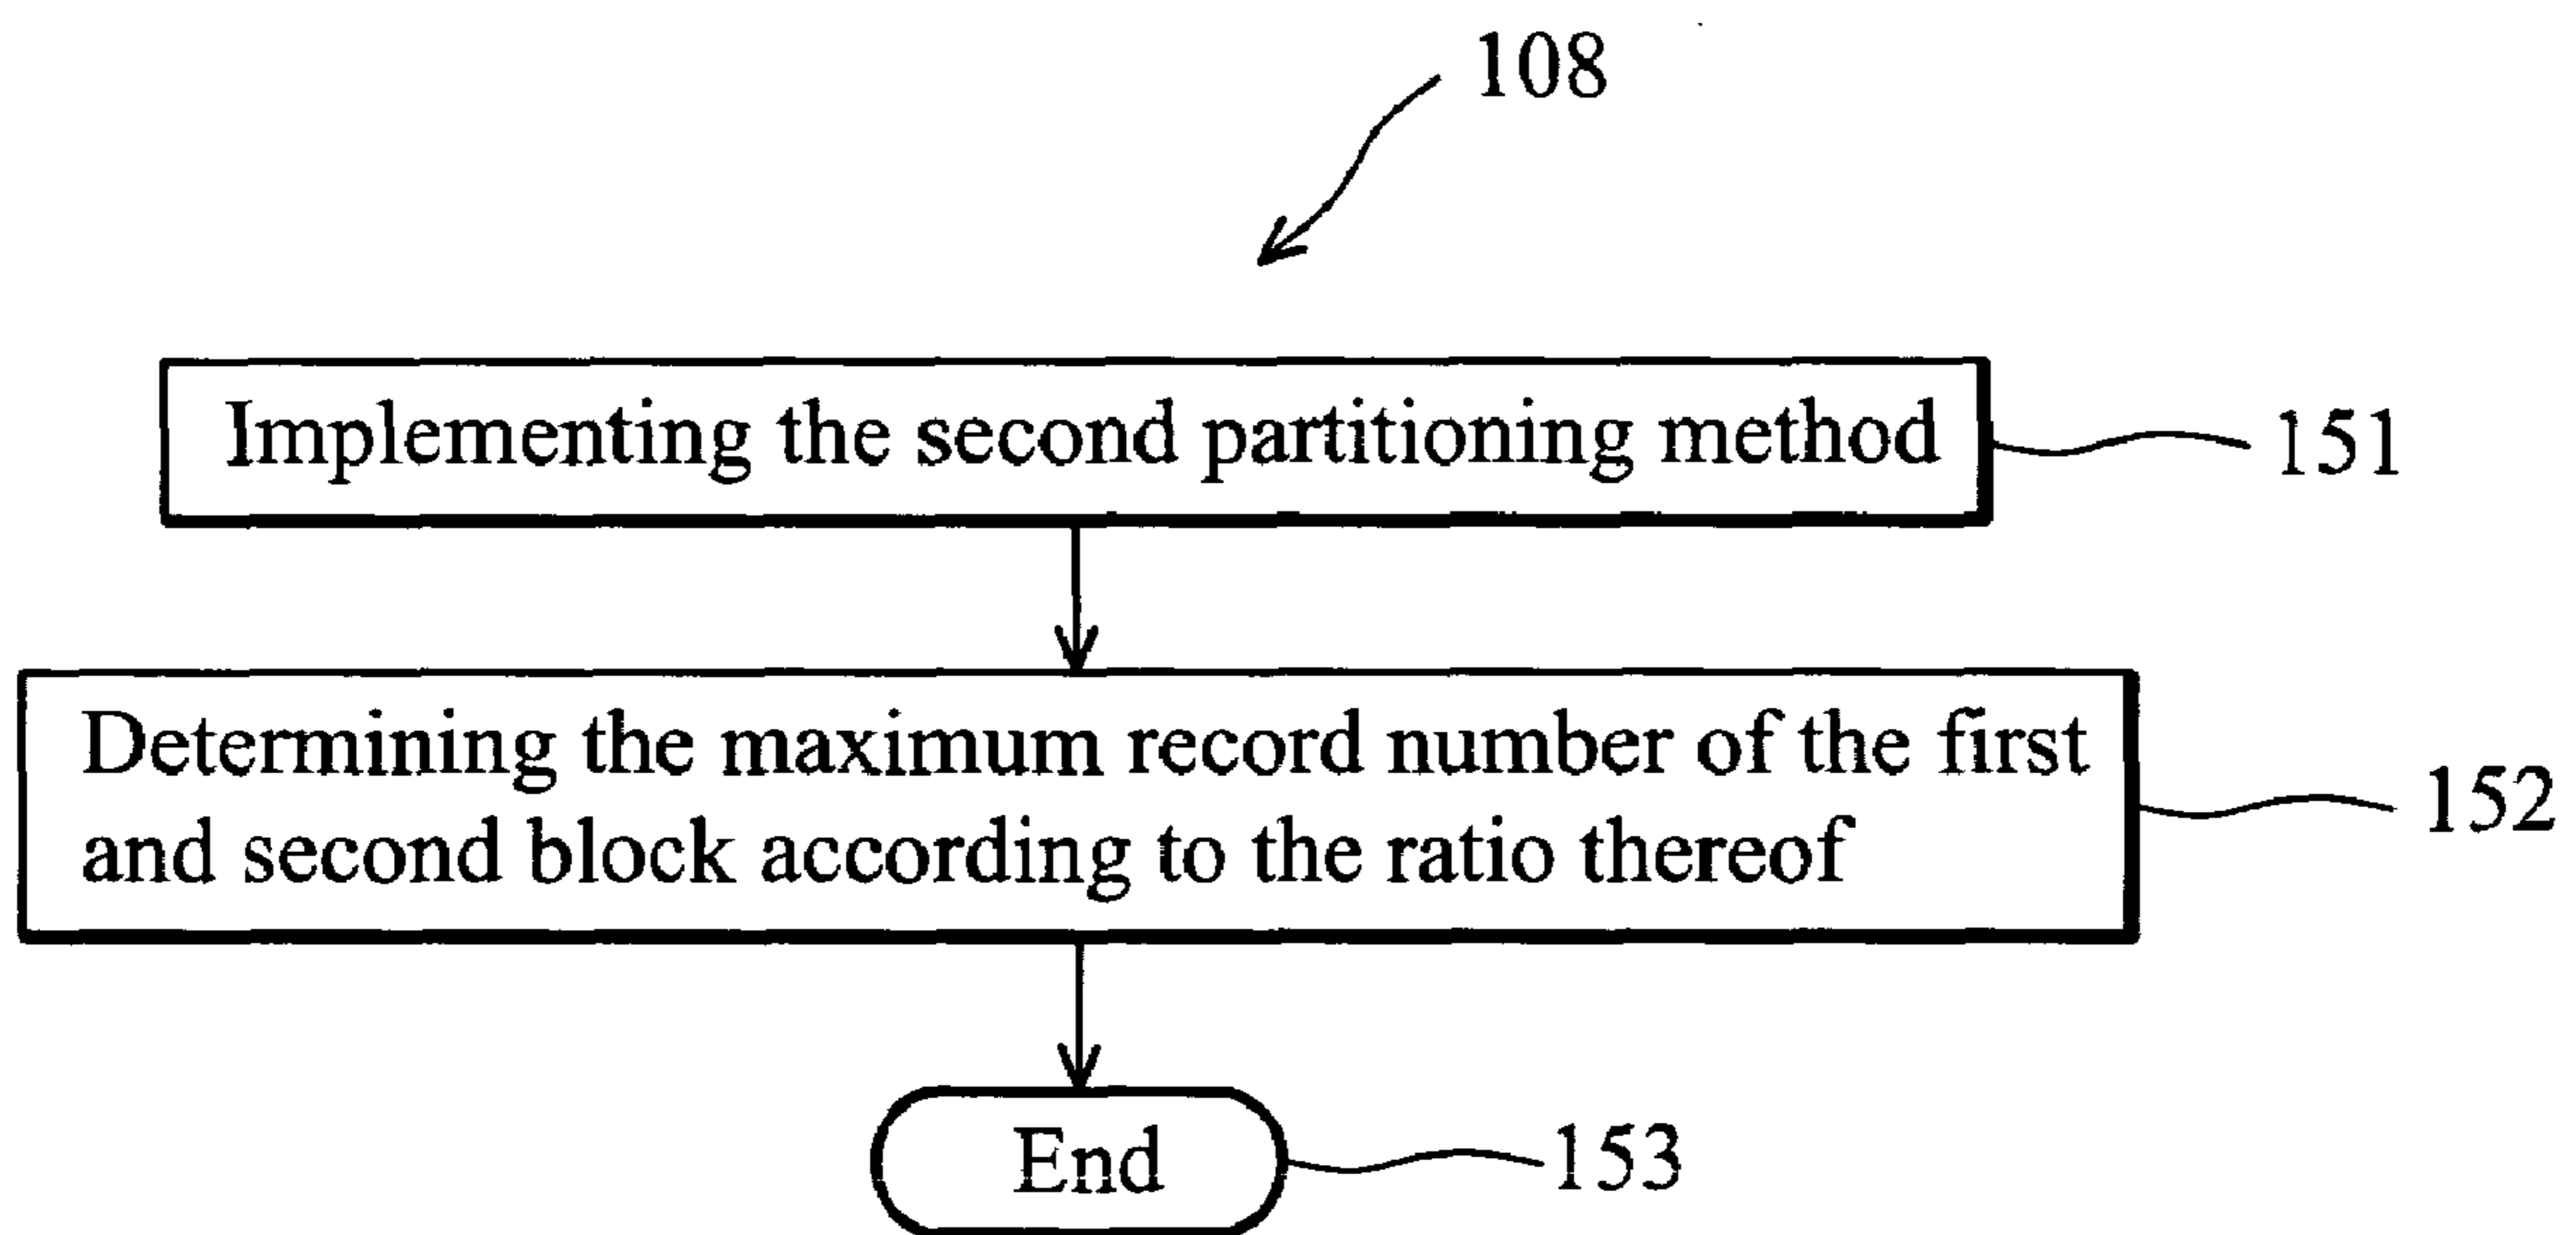 108
Implementing the second partitioning method
151
Determining the maximum record number of the first
and second block according to the ratio thereof
152
End
153